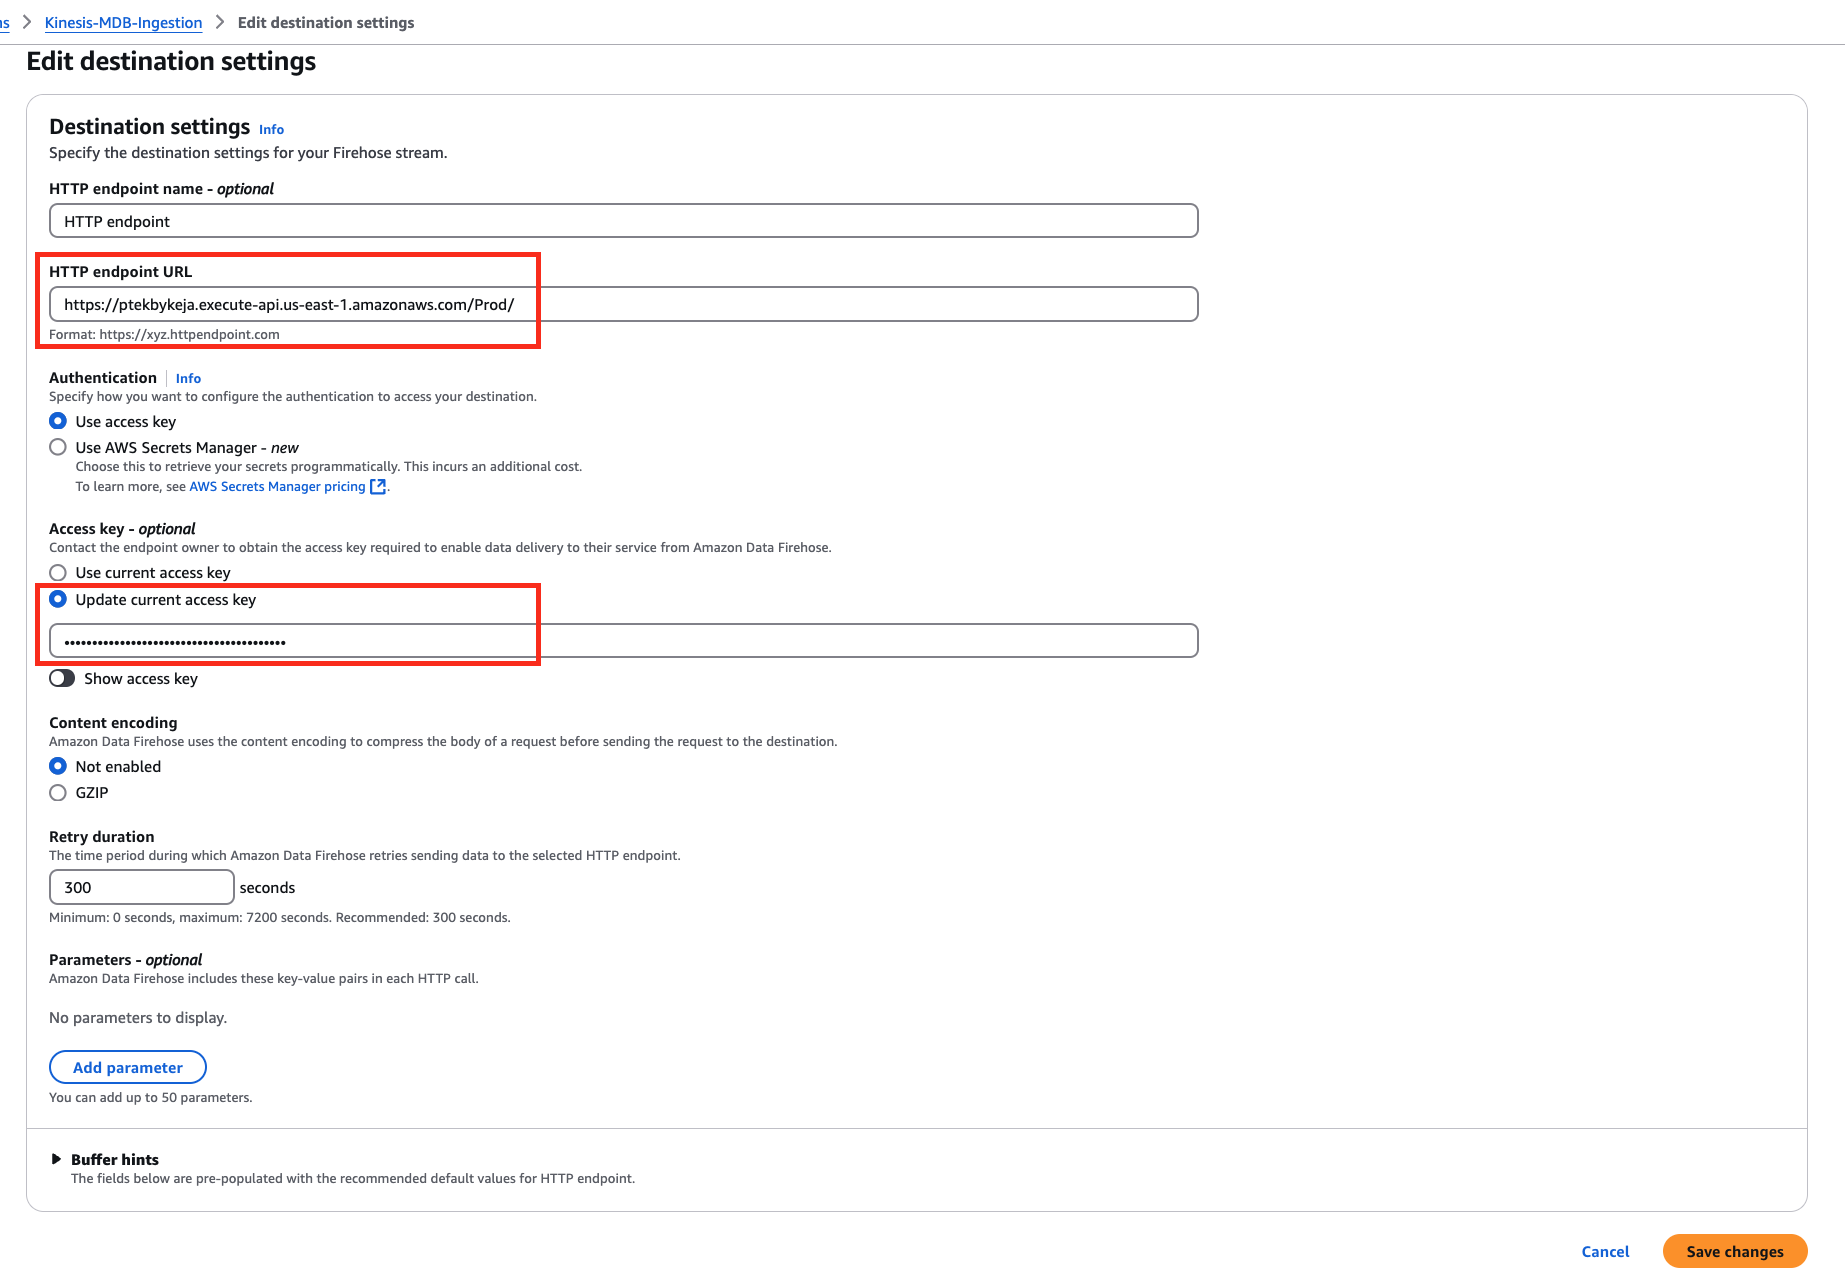 Kinesis-MDB-Ingestion > Edit destination settings
Edit destination settings
Destination settings Info
Specify the destination settings for your Firehose stream.
HTTP endpoint name - optional
HTTP endpoint
HTTP endpoint URL
https://ptekbykeja.execute-api.us-east-1.amazonaws.com/Prod/
Format: https://xyz.httpendpoint.com
Authentication Info
Specify how you want to configure the authentication to access your destination.
Use access key
Use AWS Secrets Manager - new
Choose this to retrieve your secrets programmatically. This incurs an additional cost.
To learn more, see AWS Secrets Manager pricing.
Access key - optional
Contact the endpoint owner to obtain the access key required to enable data delivery to their service from Amazon Data Firehose.
Use current access key
Update current access key
Show access key
Content encoding
Amazon Data Firehose uses the content encoding to compress the body of a request before sending the request to the destination.
Not enabled
GZIP
Retry duration
The time period during which Amazon Data Firehose retries sending data to the selected HTTP endpoint.
300 seconds
Minimum: 0 seconds, maximum: 7200 seconds. Recommended: 300 seconds.
Parameters - optional
Amazon Data Firehose includes these key-value pairs in each HTTP call.
No parameters to display.
Add parameter
You can add up to 50 parameters.
Buffer hints
The fields below are pre-populated with the recommended default values for HTTP endpoint.
Cancel Save changes